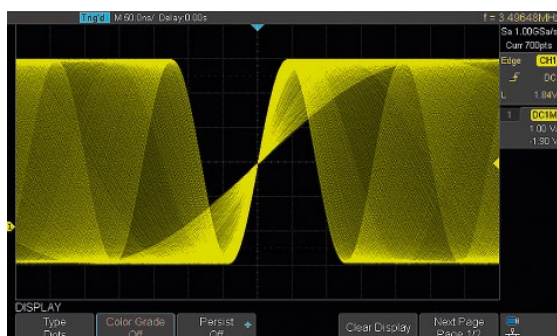 Trig'd M 50.0ns/ Delay:0.00s f = 3.49648MHz
Sa 1.00GSa/s
Curr 700pts
Edge CH1
DC
L 1.84V
1 DC1M
1.00 V/
-1.90 V
1
DISPLAY
Type Color Grade Persist Clear Display Next Page
Dots Off Off Page 1/2